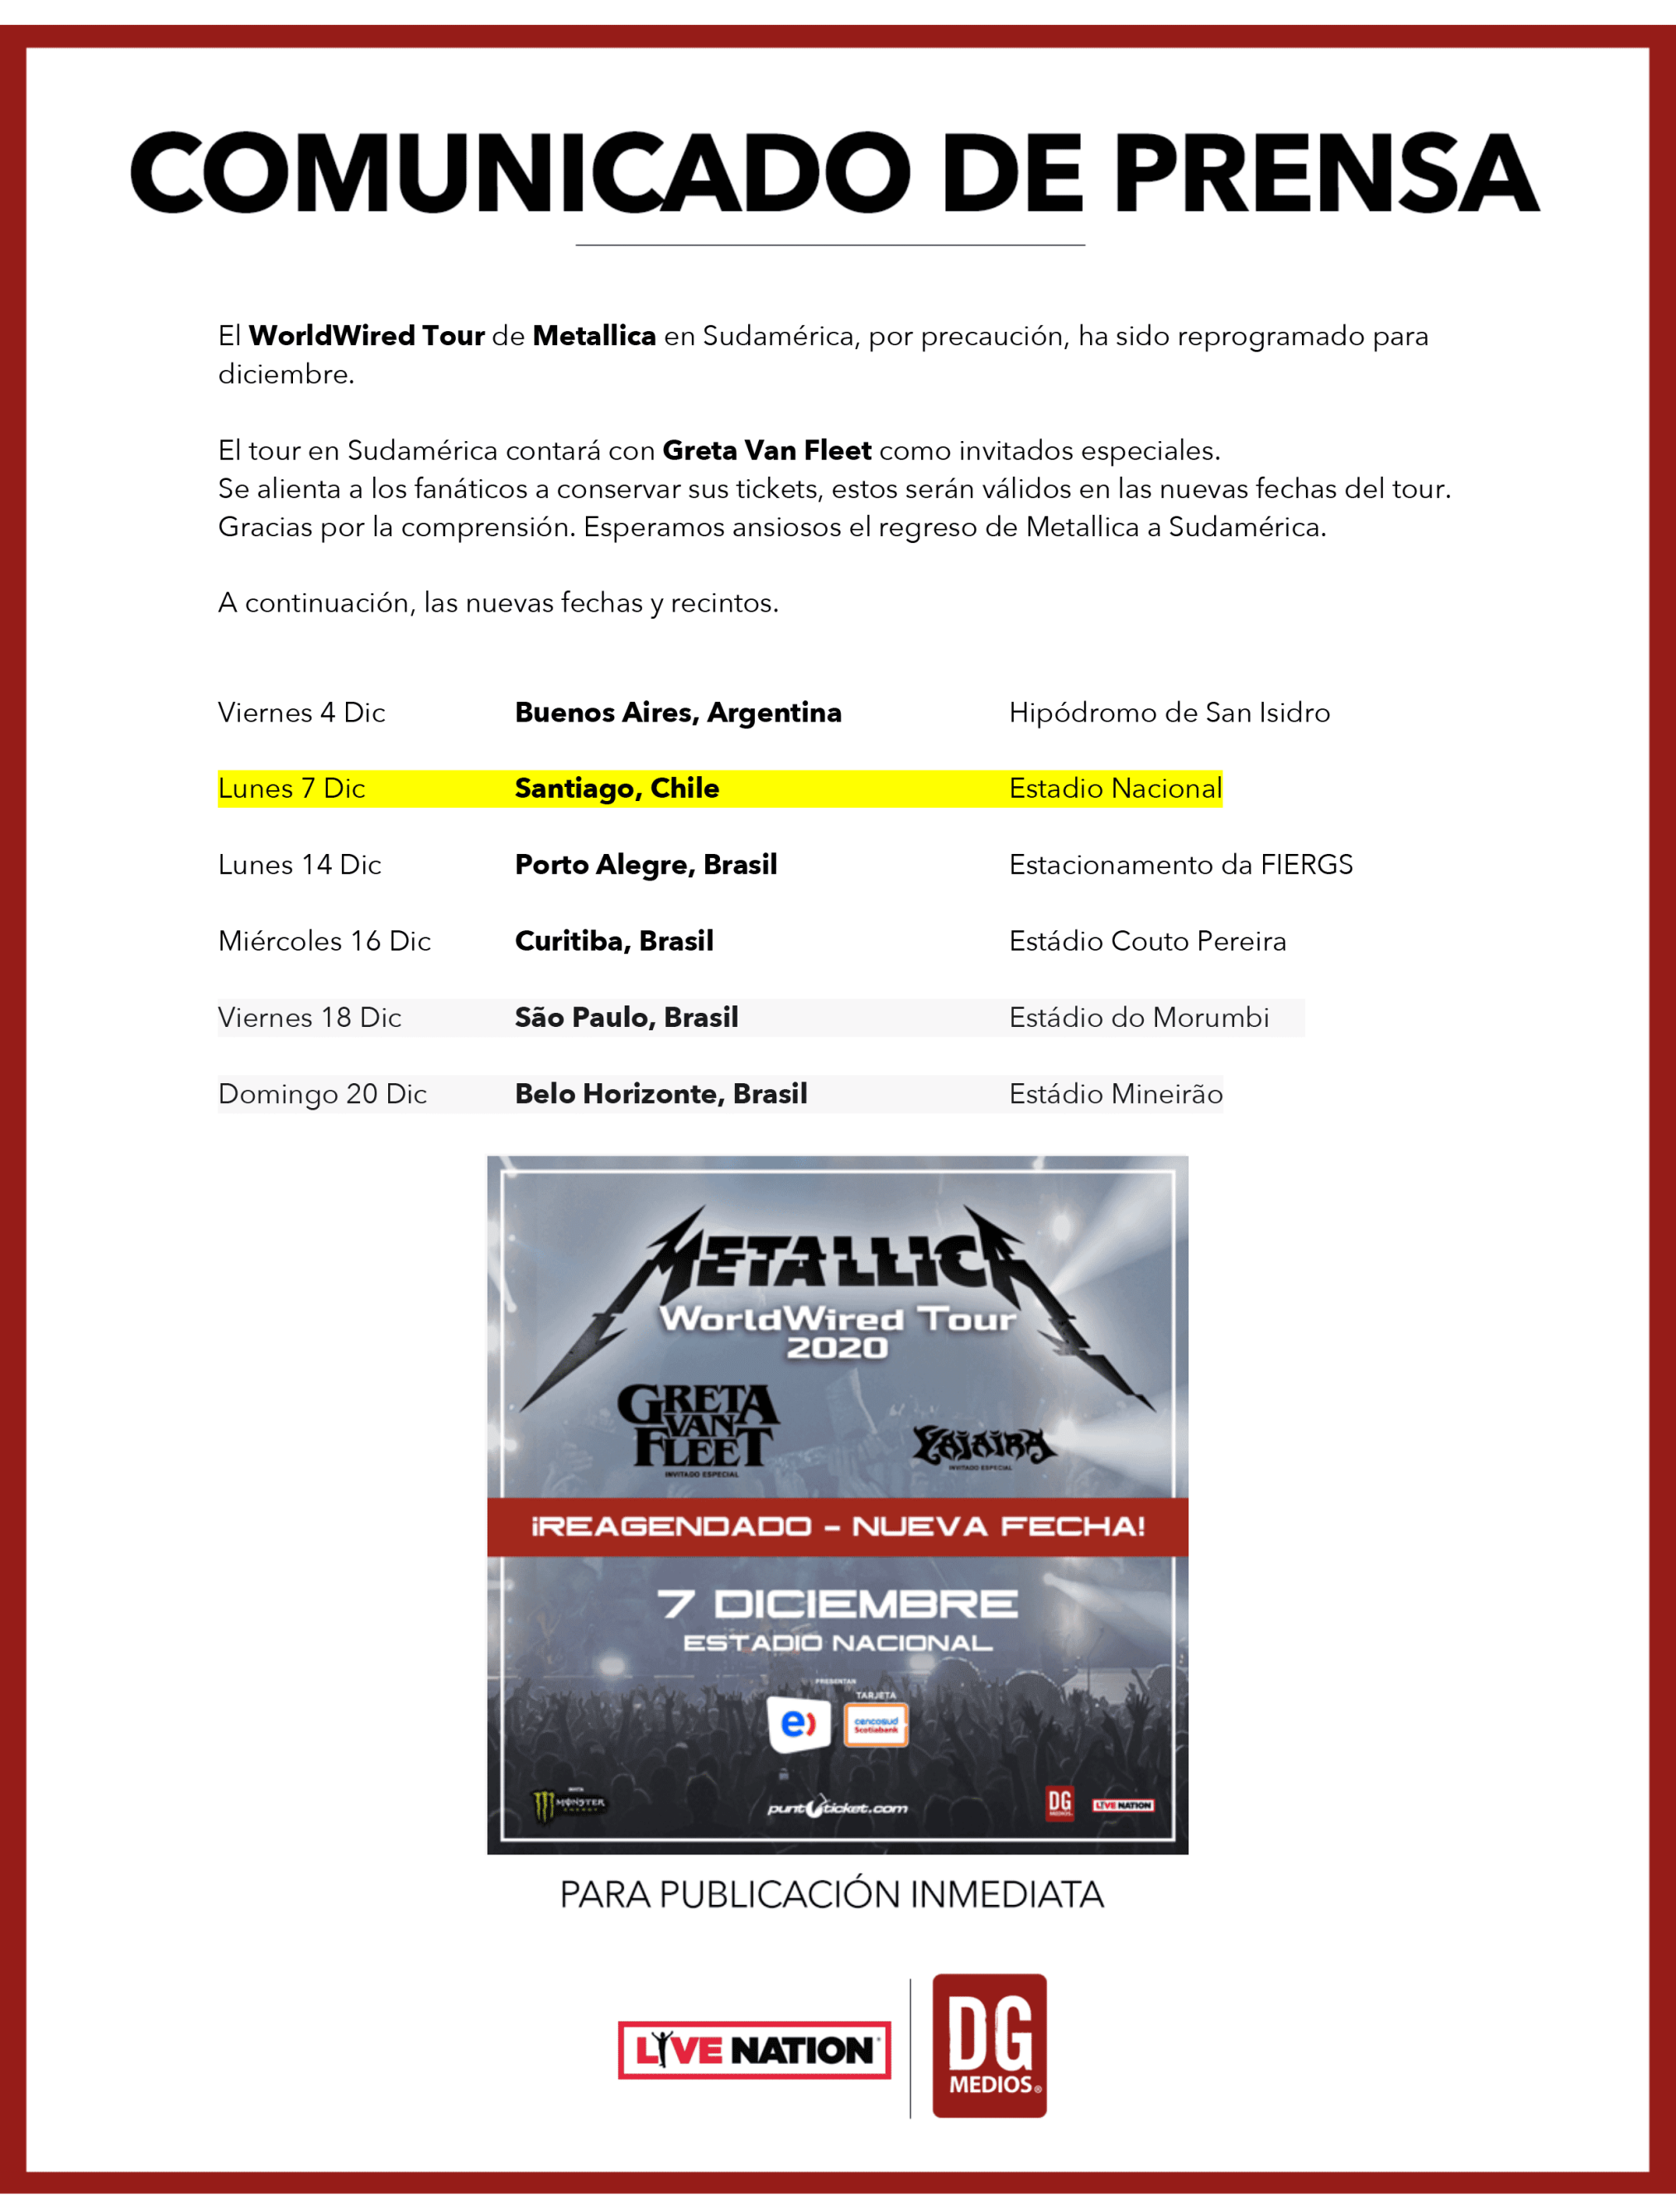 COMUNICADO DE PRENSA
El WorldWired Tour de Metallica en Sudamérica, por precaución, ha sido reprogramado para
diciembre.
El tour en Sudamérica contará con Greta Van Fleet como invitados especiales.
Se alienta a los fanáticos a conservar sus tickets, estos serán válidos en las nuevas fechas del tour.
Gracias por la comprensión. Esperamos ansiosos el regreso de Metallica a Sudamérica.
A continuación, las nuevas fechas y recintos.
Viernes 4 Dic Buenos Aires, Argentina Hipódromo de San Isidro
Lunes 7 Dic Santiago, Chile Estadio Nacional
Lunes 14 Dic Porto Alegre, Brasil Estacionamento da FIERGS
Miércoles 16 Dic Curitiba, Brasil Estádio Couto Pereira
Viernes 18 Dic São Paulo, Brasil Estádio do Morumbi
Domingo 20 Dic Belo Horizonte, Brasil Estádio Mineirão
METALLICA
WorldWired Tour
2020
GRETA
VAN
FLEET
INVITADO ESPECIAL
YAJAIRA
INVITADO ESPECIAL
¡REAGENDADO - NUEVA FECHA!
7 DICIEMBRE
ESTADIO NACIONAL
PRESENTAN
TARJETA
e)
cencosud
Scotiabank
INVITA
MONSTER
ENERGY
puntoticket.com
DG
MEDIOS
LIVE NATION
PARA PUBLICACIÓN INMEDIATA
LIVE NATION
DG
MEDIOS®